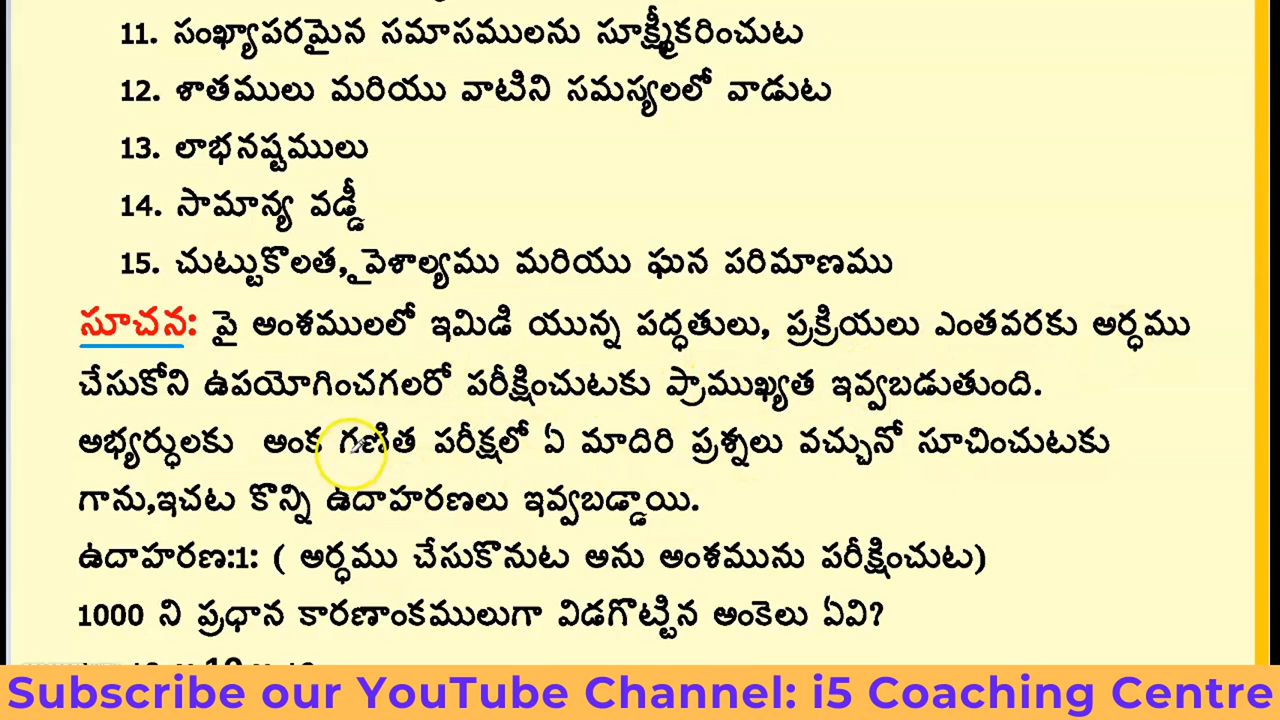 11. సంఖ్యాపరమైన సమాసములను సూక్ష్మీకరించుట
12. శాతములు మరియు వాటిని సమస్యలలో వాడుట
13. లాభనష్టములు
14. సామాన్య వడ్డీ
15. చుట్టుకొలత, వైశాల్యము మరియు ఘన పరిమాణము
సూచన: పై అంశములలో ఇమిడి యున్న పద్ధతులు, ప్రక్రియలు ఎంతవరకు అర్ధము
చేసుకోని ఉపయోగించగలరో పరీక్షించుటకు ప్రాముఖ్యత ఇవ్వబడుతుంది.
అభ్యర్ధులకు అంక గణిత పరీక్షలో ఏ మాదిరి ప్రశ్నలు వచ్చునో సూచించుటకు
గాను,ఇచట కొన్ని ఉదాహరణలు ఇవ్వబడ్డాయి.
ఉదాహరణ:1: ( అర్ధము చేసుకొనుట అను అంశమును పరీక్షించుట)
1000 ని ప్రధాన కారణాంకములుగా విడగొట్టిన అంకెలు ఏవి?
Subscribe our YouTube Channel: i5 Coaching Centre